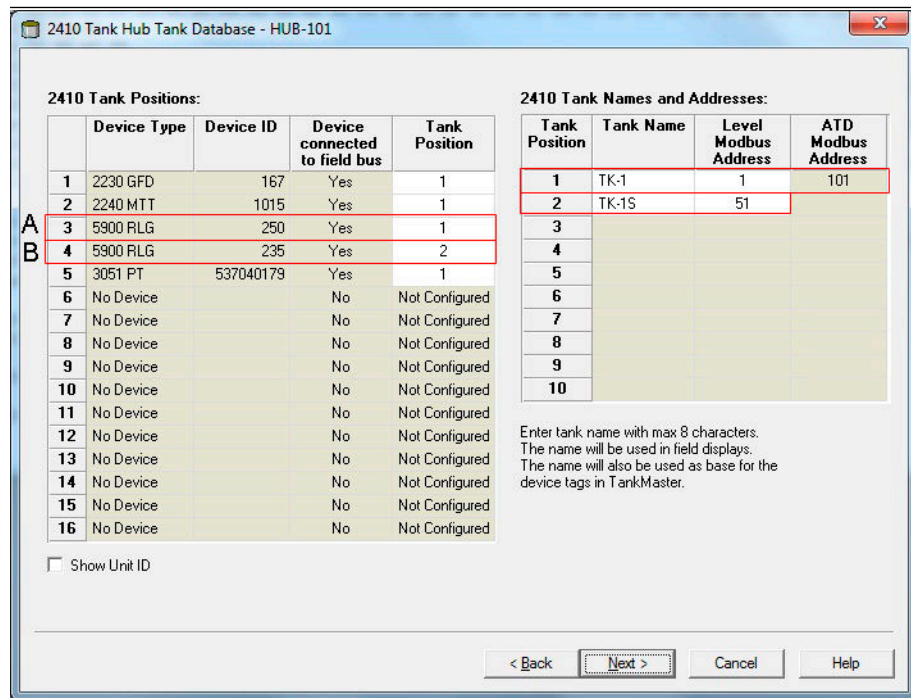 2410 Tank Hub Tank Database - HUB-101
2410 Tank Positions:
Device Type Device ID Device connected to field bus Tank Position
1 2230 GFD 167 Yes 1
2 2240 MTT 1015 Yes 1
A 3 5900 RLG 250 Yes 1
B 4 5900 RLG 235 Yes 2
5 3051 PT 537040179 Yes 1
6 No Device No Not Configured
7 No Device No Not Configured
8 No Device No Not Configured
9 No Device No Not Configured
10 No Device No Not Configured
11 No Device No Not Configured
12 No Device No Not Configured
13 No Device No Not Configured
14 No Device No Not Configured
15 No Device No Not Configured
16 No Device No Not Configured
Show Unit ID
2410 Tank Names and Addresses:
Tank Position Tank Name Level Modbus Address ATD Modbus Address
1 TK-1 1 101
2 TK-1S 51
3
4
5
6
7
8
9
10
Enter tank name with max 8 characters.
The name will be used in field displays.
The name will also be used as base for the
device tags in TankMaster.
< Back Next > Cancel Help